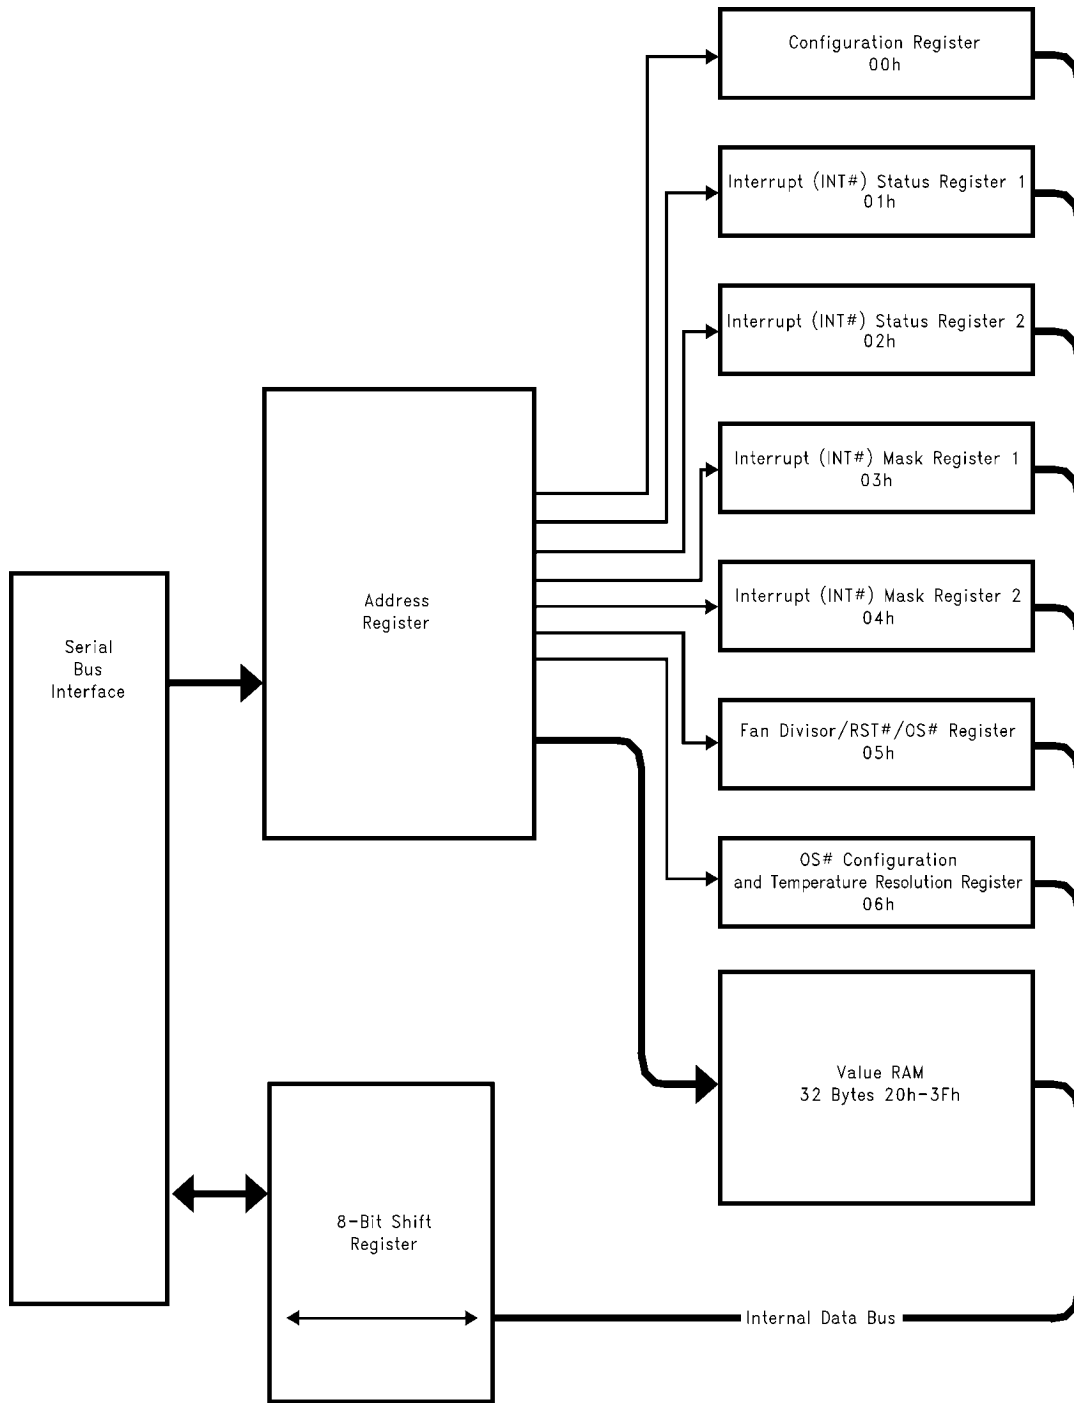 Configuration Register
00h
Interrupt (INT#) Status Register 1
01h
Interrupt (INT#) Status Register 2
02h
Interrupt (INT#) Mask Register 1
03h
Interrupt (INT#) Mask Register 2
04h
Address
Register
Serial
Bus
Interface
Fan Divisor/RST#/OS# Register
05h
OS# Configuration
and Temperature Resolution Register
06h
Value RAM
32 Bytes 20h-3Fh
8-Bit Shift
Register
Internal Data Bus